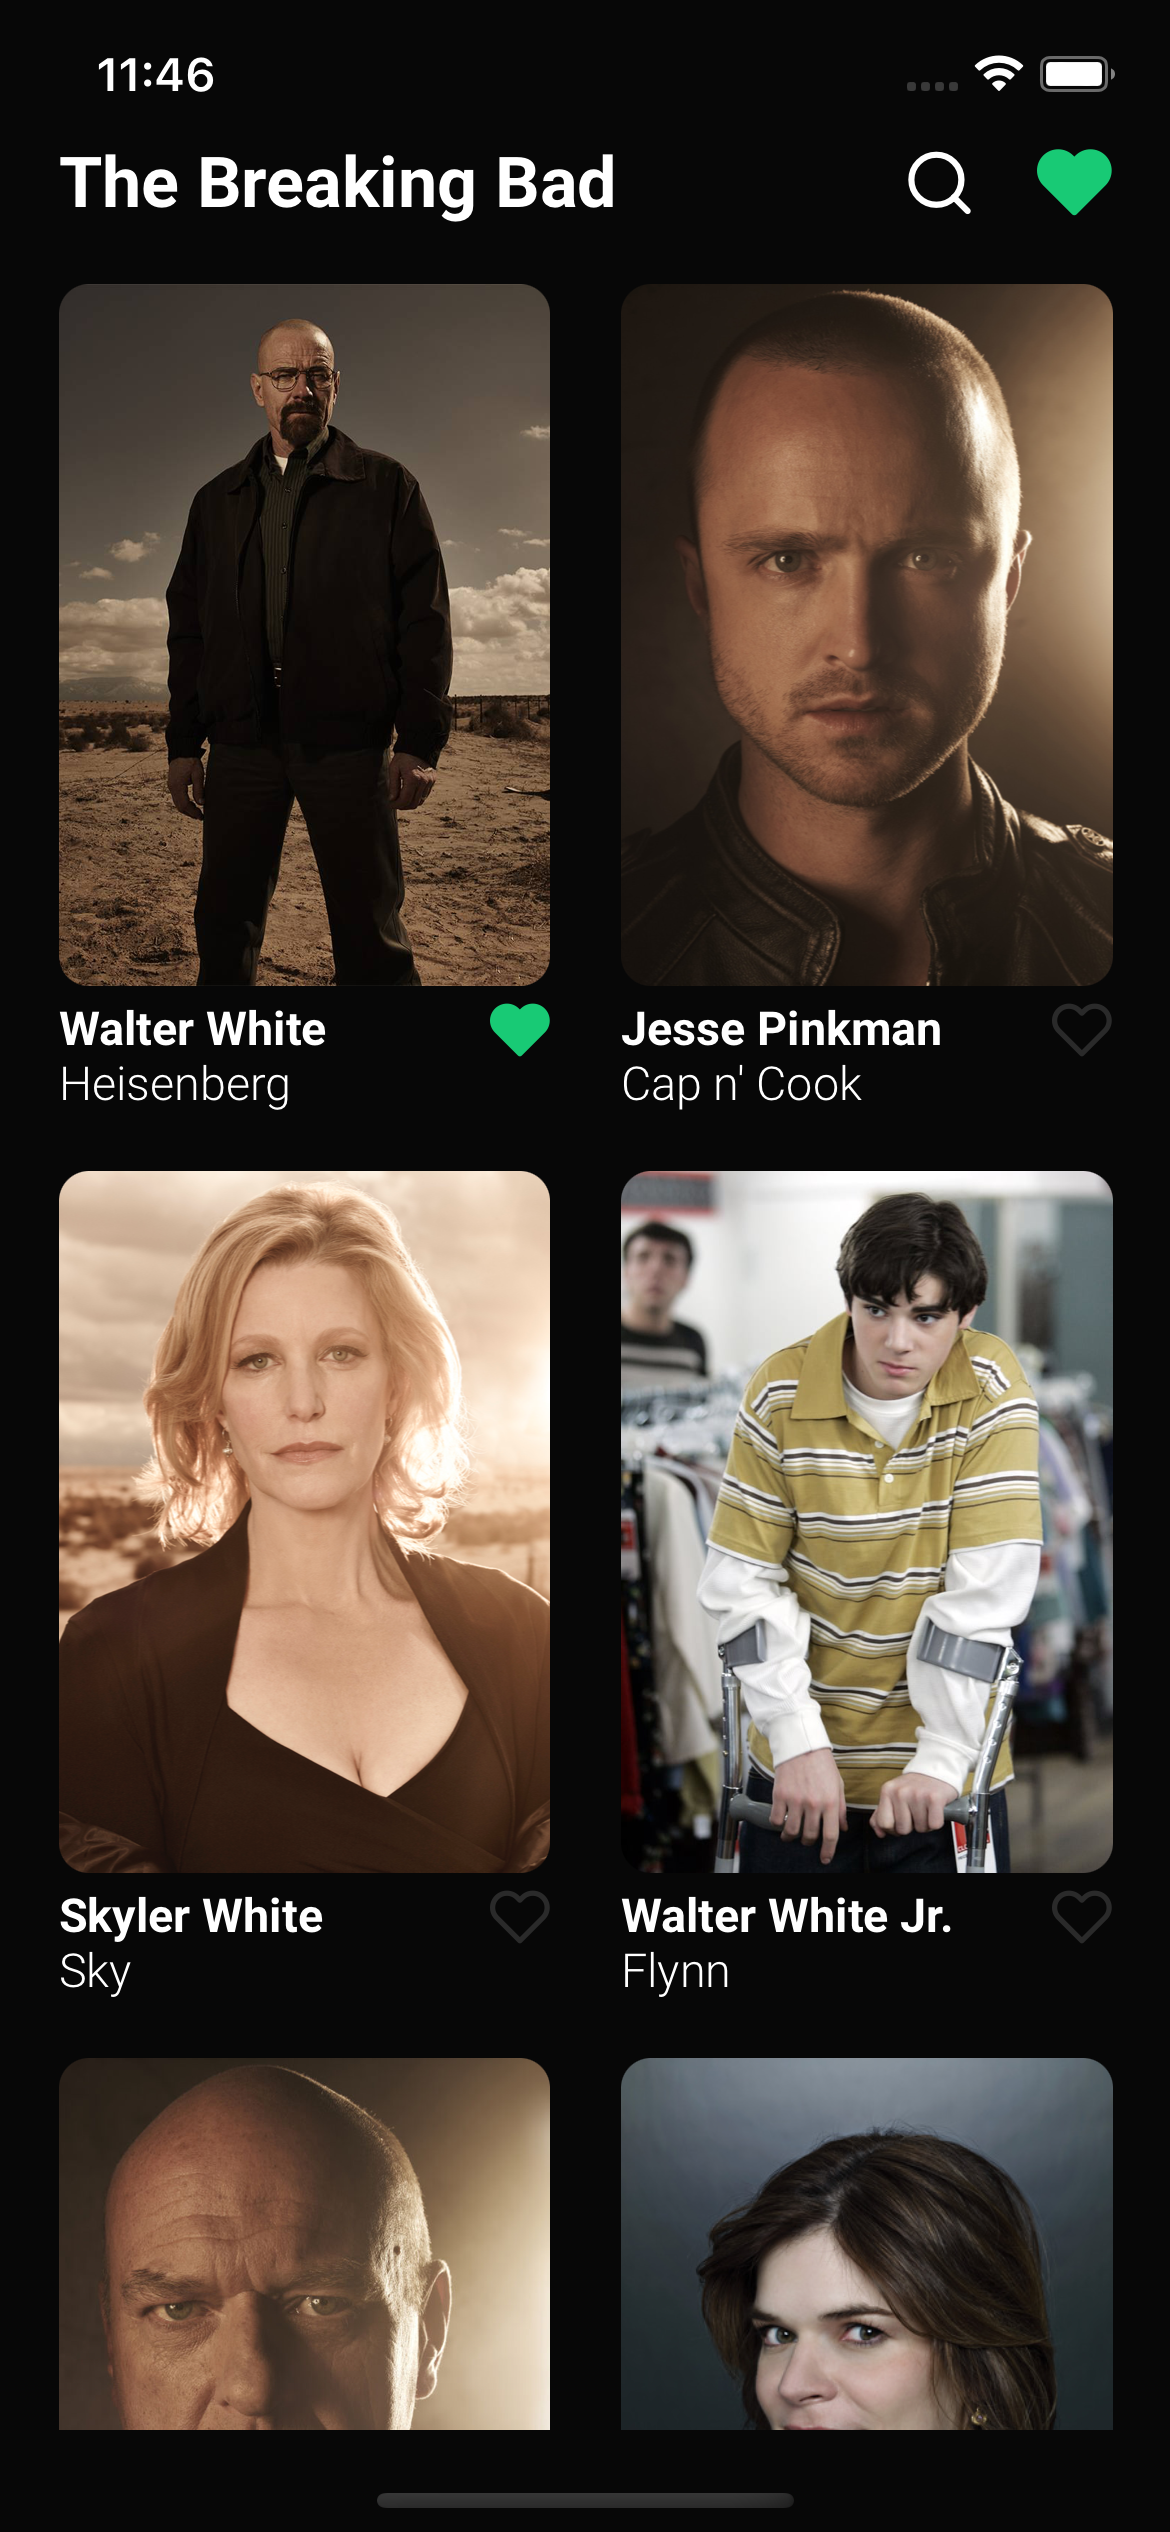 11:46
The Breaking Bad
Walter White
Heisenberg
Jesse Pinkman
Cap n' Cook
Skyler White
Sky
Walter White Jr.
Flynn